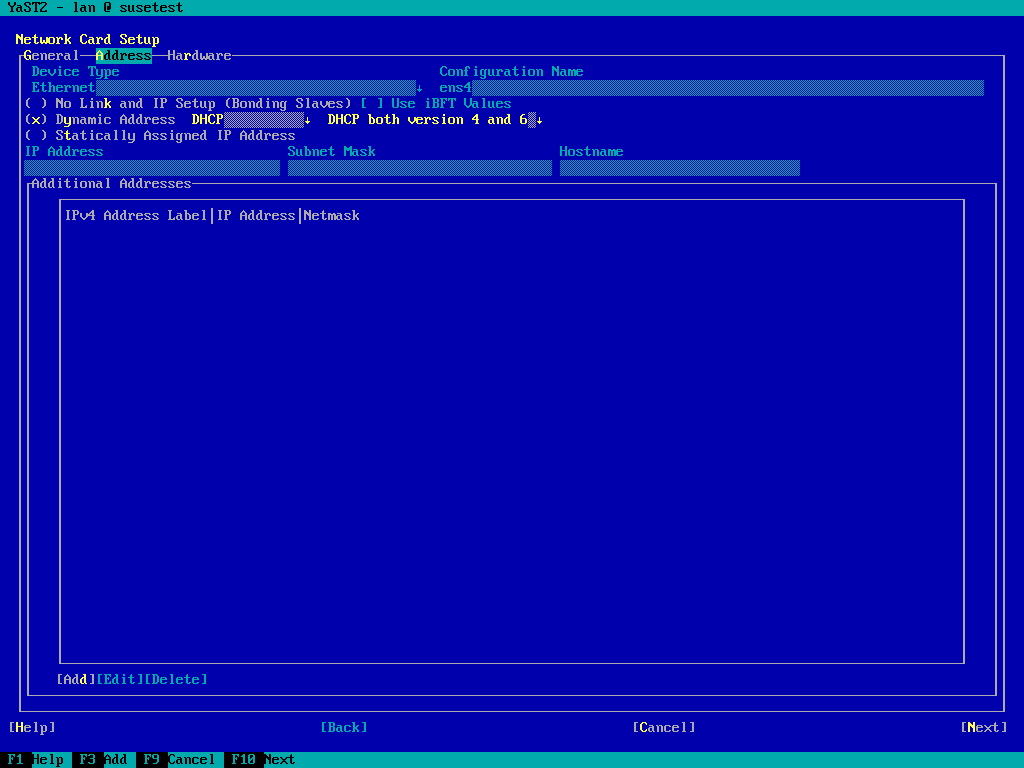 YaST2 - lan @ susetest
Network Card Setup
General Address Hardware
Device Type Configuration Name
Ethernet ↓ ens4
( ) No Link and IP Setup (Bonding Slaves) [ ] Use iBFT Values
(x) Dynamic Address DHCP ↓ DHCP both version 4 and 6 ↓
( ) Statically Assigned IP Address
IP Address Subnet Mask Hostname
Additional Addresses
IPv4 Address Label|IP Address|Netmask
[Add][Edit][Delete]
[Help] [Back] [Cancel] [Next]
F1 Help F3 Add F9 Cancel F10 Next